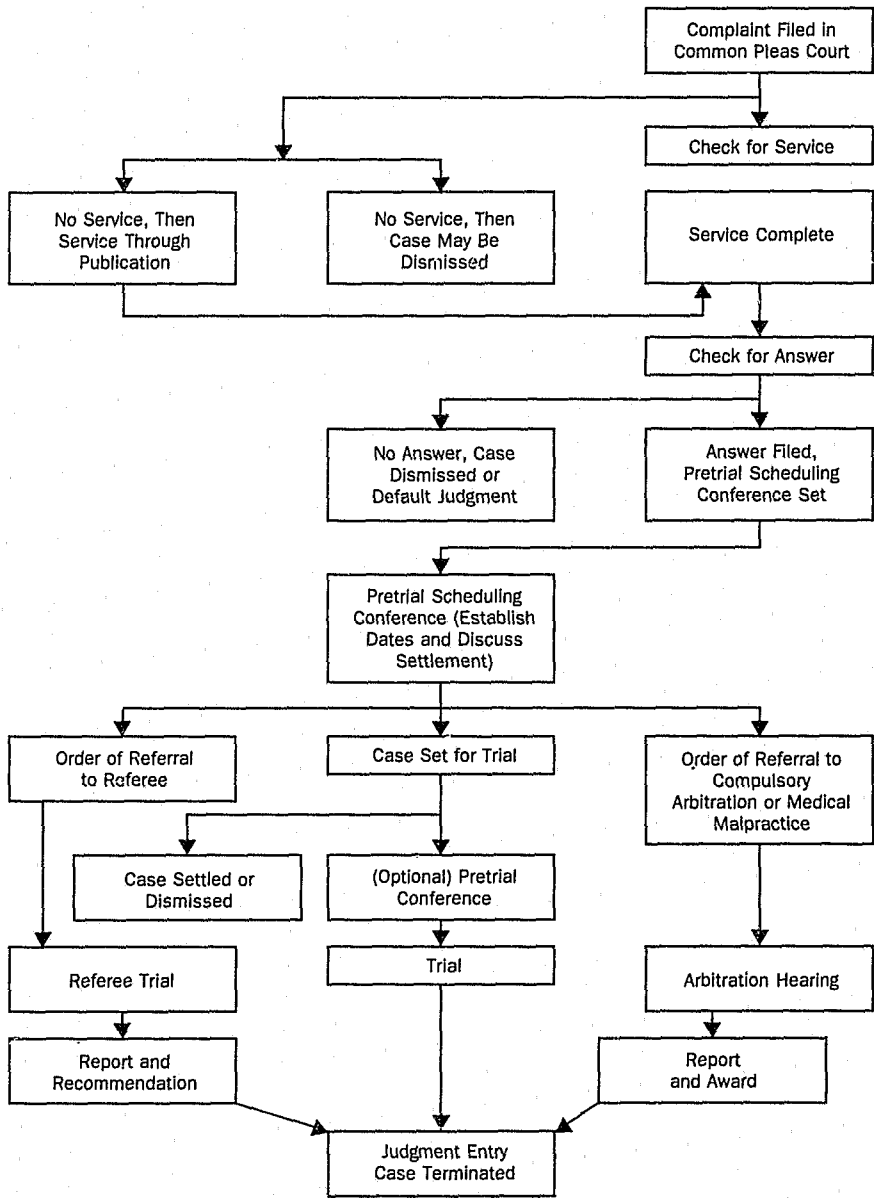 Complaint Filed in
Common Pleas Court
Check for Service
No Service, Then
Service Through
Publication
No Service, Then
Case May Be
Dismissed
Service Complete
Check for Answer
No Answer, Case
Dismissed or
Default Judgment
Answer Filed,
Pretrial Scheduling
Conference Set
Pretrial Scheduling
Conference (Establish
Dates and Discuss
Settlement)
Order of Referral
to Referee
Case Set for Trial
Order of Referral to
Compulsory
Arbitration or Medical
Malpractice
Case Settled or
Dismissed
(Optional) Pretrial
Conference
Referee Trial
Trial
Arbitration Hearing
Report and
Recommendation
Report
and Award
Judgment Entry
Case Terminated